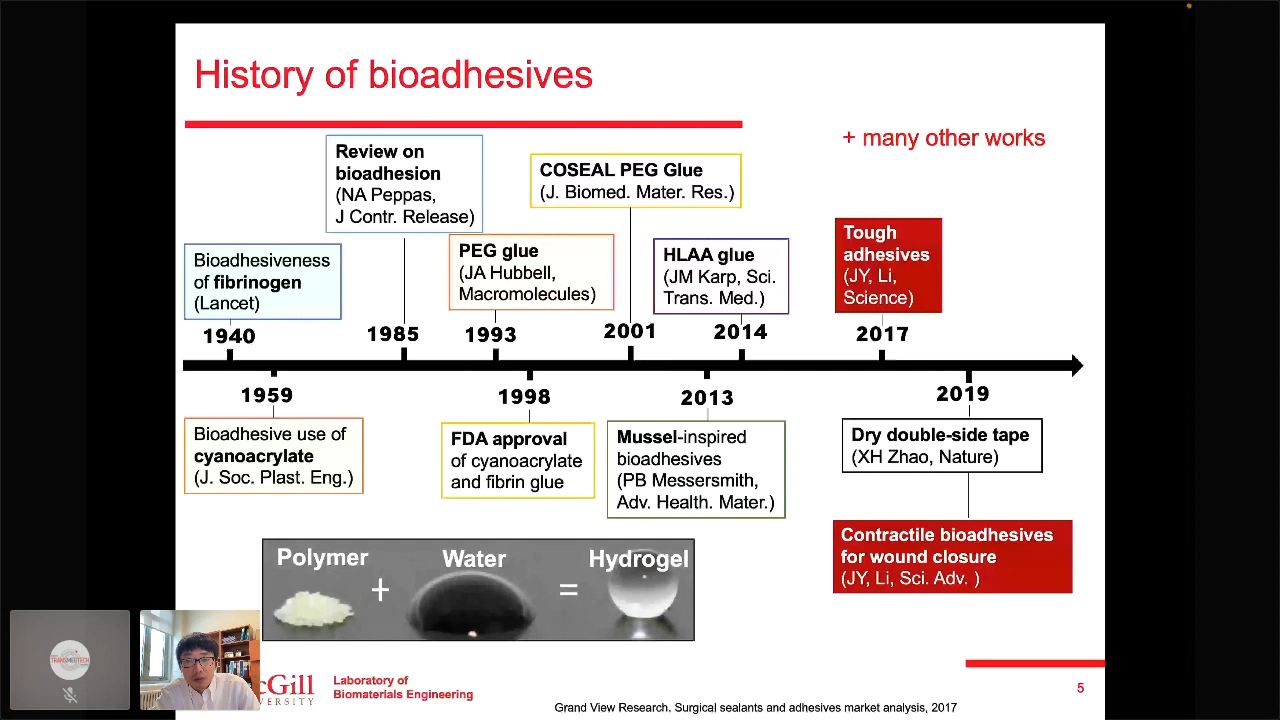 History of bioadhesives
+ many other works
Review on
bioadhesion
(NA Peppas,
J Contr. Release)
COSEAL PEG Glue
(J. Biomed. Mater. Res.)
Bioadhesiveness
of fibrinogen
(Lancet)
PEG glue
(JA Hubbell,
Macromolecules)
HLAA glue
(JM Karp, Sci.
Trans. Med.)
Tough
adhesives
(JY, Li,
Science)
1940
1985
1993
2001
2014
2017
1959
1998
2013
2019
Bioadhesive use of
cyanoacrylate
(J. Soc. Plast. Eng.)
FDA approval
of cyanoacrylate
and fibrin glue
Mussel-inspired
bioadhesives
(PB Messersmith,
Adv. Health. Mater.)
Dry double-side tape
(XH Zhao, Nature)
Contractile bioadhesives
for wound closure
(JY, Li, Sci. Adv. )
Polymer + Water = Hydrogel
TRANSMEDTECH
Gill
Laboratory of
Biomaterials Engineering
5
Grand View Research. Surgical sealants and adhesives market analysis, 2017